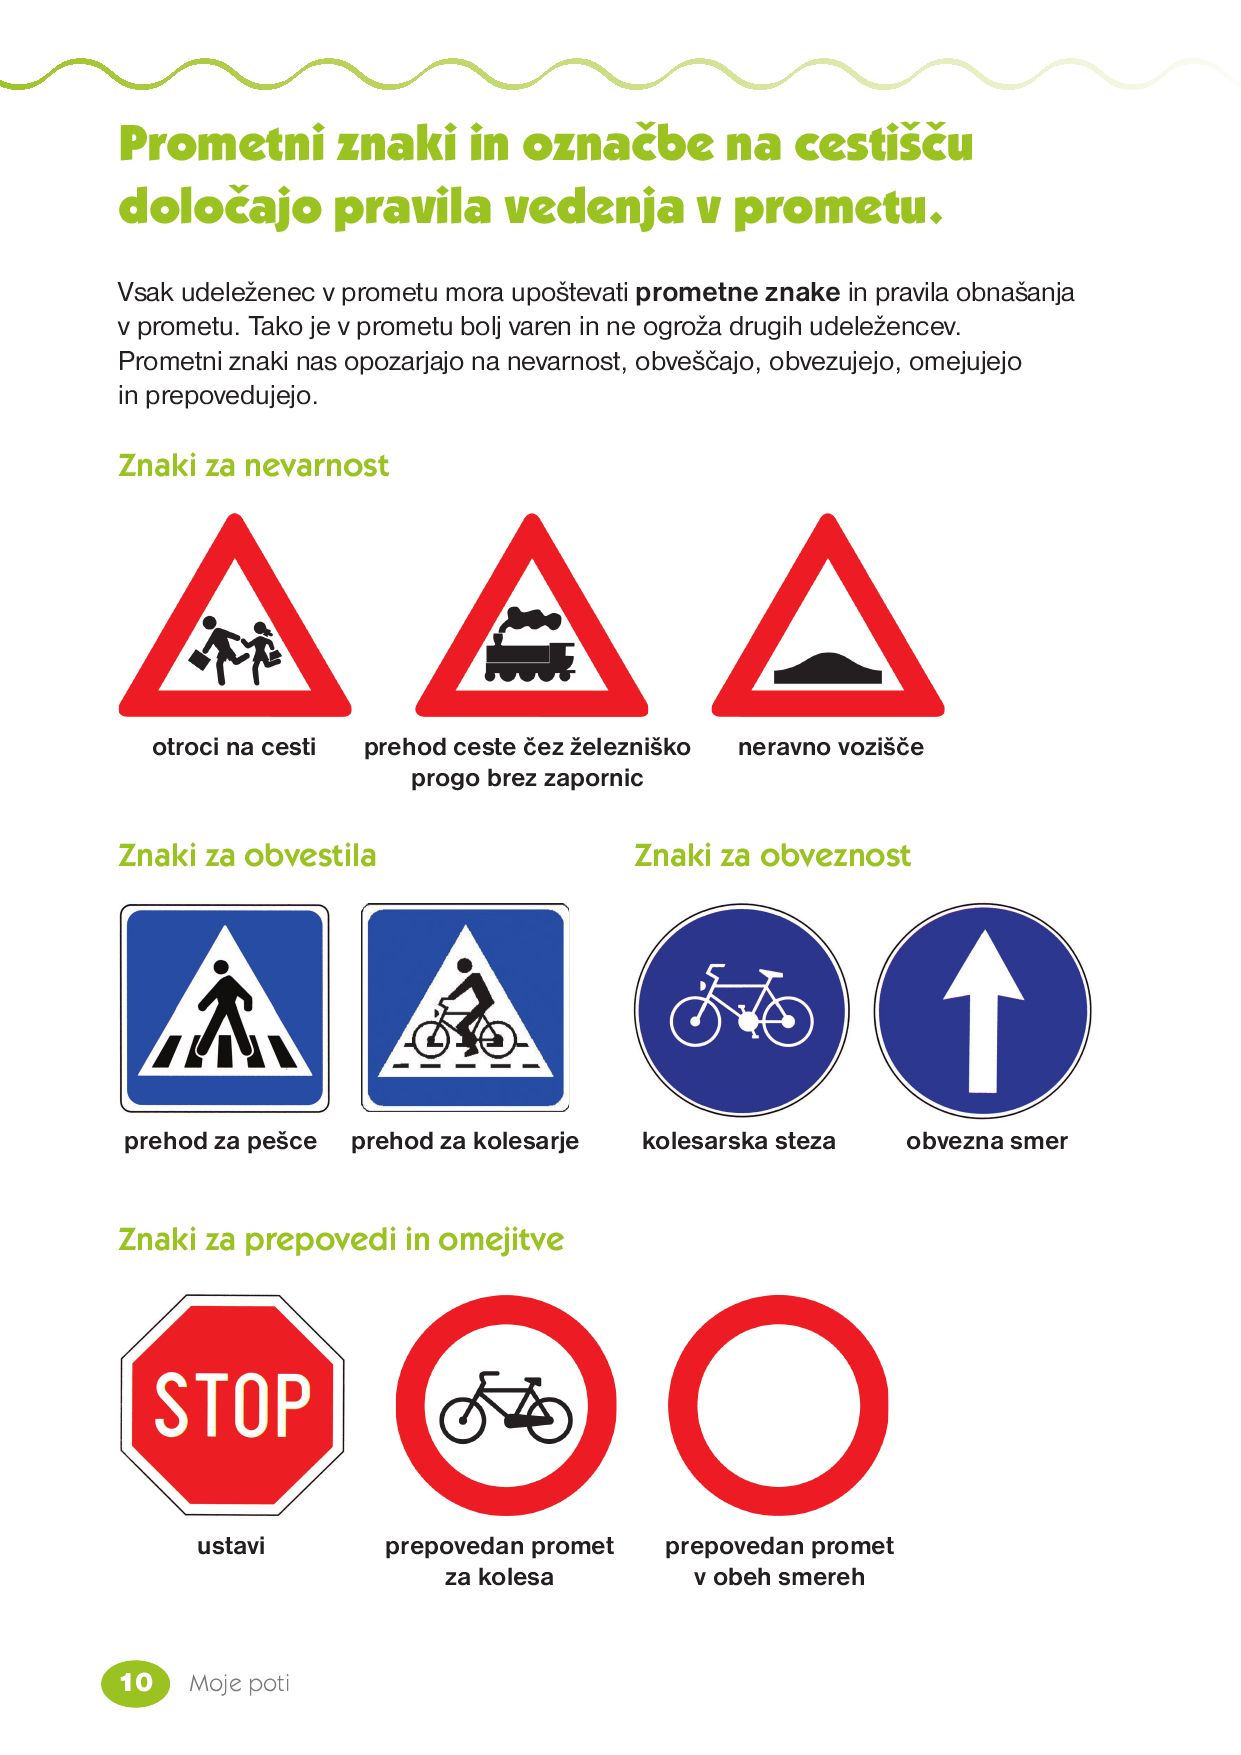 Prometni znaki in označbe na cestišču
določajo pravila vedenja v prometu.
Vsak udeleženec v prometu mora upoštevati prometne znake in pravila obnašanja
v prometu. Tako je v prometu bolj varen in ne ogroža drugih udeležencev.
Prometni znaki nas opozarjajo na nevarnost, obveščajo, obvezujejo, omejujejo
in prepovedujejo.
Znaki za nevarnost
otroci na cesti
prehod ceste čez železniško
progo brez zapornic
neravno vozišče
Znaki za obvestila
prehod za pešce
prehod za kolesarje
Znaki za obveznost
kolesarska steza
obvezna smer
Znaki za prepovedi in omejitve
STOP
ustavi
prepovedan promet
za kolesa
prepovedan promet
v obeh smereh
10 Moje poti